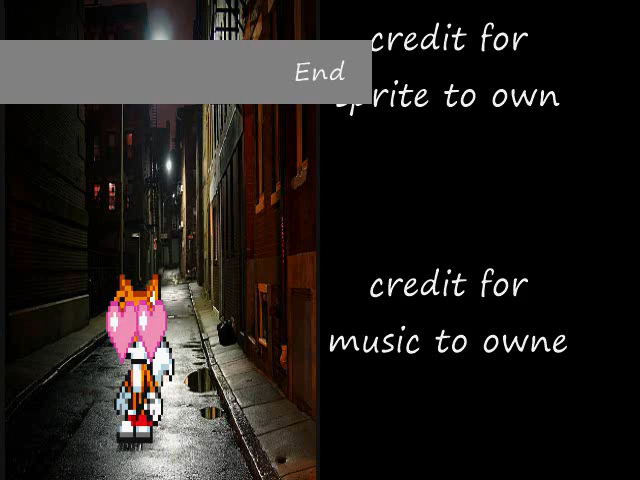 credit for
End
sprite to own
credit for
music to owne